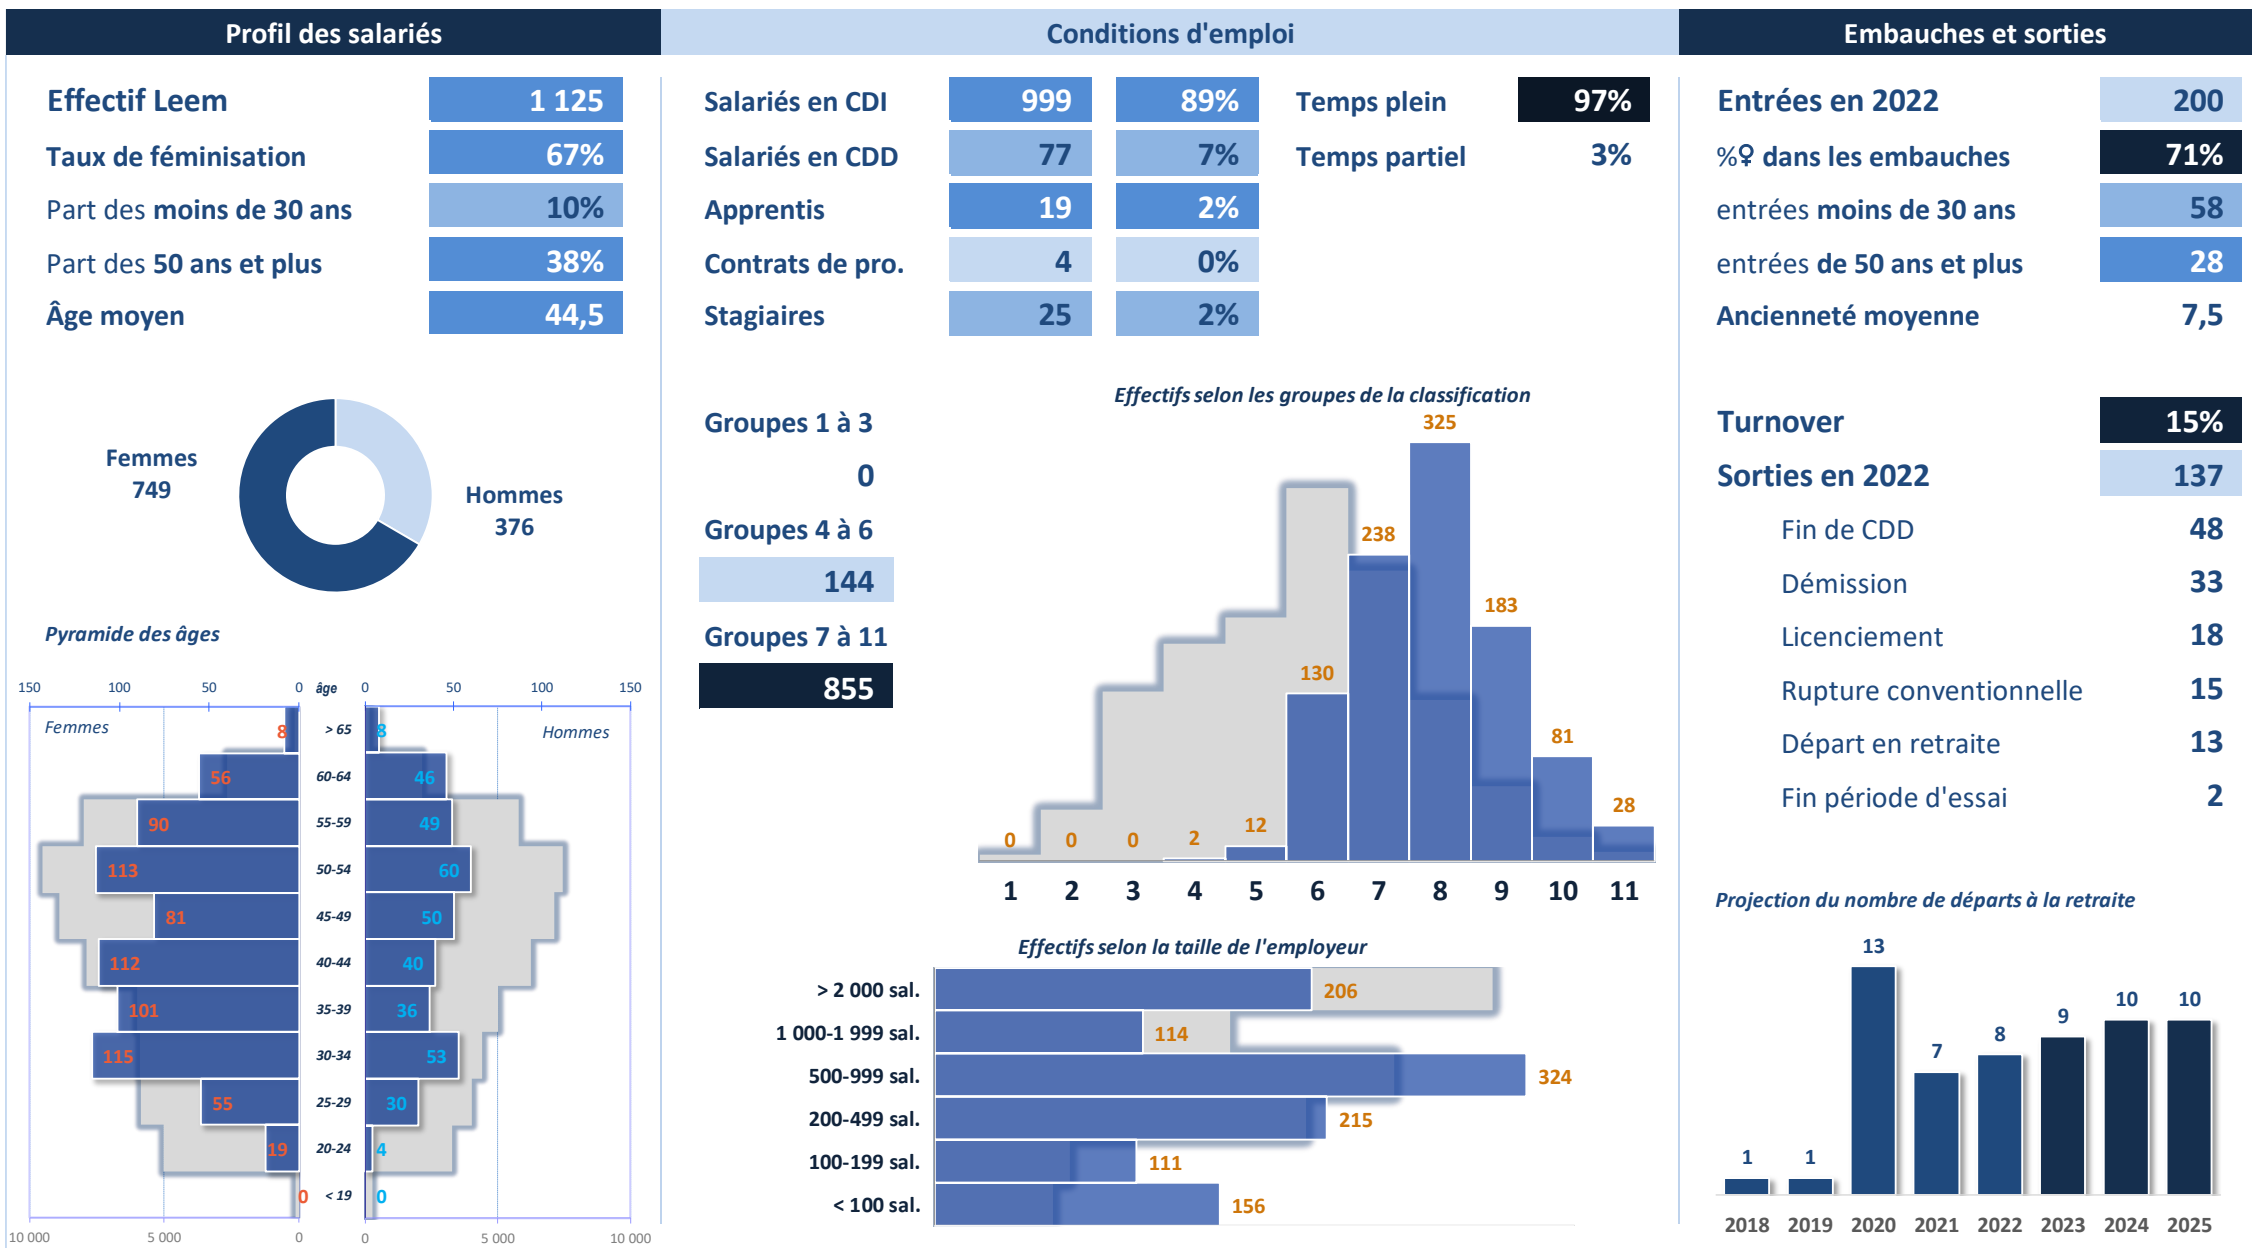 Profil des salariés
Effectif Leem 1 125
Taux de féminisation 67%
Part des moins de 30 ans 10%
Part des 50 ans et plus 38%
Âge moyen 44,5
Femmes
749
Hommes
376
Pyramide des âges
150 100 50 0 âge 0 50 100 150
Femmes Hommes
8 > 65 8
56 60-64 46
90 55-59 49
113 50-54 60
81 45-49 50
112 40-44 40
101 35-39 36
115 30-34 53
55 25-29 30
19 20-24 4
0 < 19 0
10 000 5 000 0 0 5 000 10 000
Conditions d'emploi
Salariés en CDI 999 89% Temps plein 97%
Salariés en CDD 77 7% Temps partiel 3%
Apprentis 19 2%
Contrats de pro. 4 0%
Stagiaires 25 2%
Groupes 1 à 3
0
Groupes 4 à 6
144
Groupes 7 à 11
855
Effectifs selon les groupes de la classification
0 0 0 2 12 130 238 325 183 81 28
1 2 3 4 5 6 7 8 9 10 11
Effectifs selon la taille de l'employeur
> 2 000 sal. 206
1 000-1 999 sal. 114
500-999 sal. 324
200-499 sal. 215
100-199 sal. 111
< 100 sal. 156
Embauches et sorties
Entrées en 2022 200
%♀ dans les embauches 71%
entrées moins de 30 ans 58
entrées de 50 ans et plus 28
Ancienneté moyenne 7,5
Turnover 15%
Sorties en 2022 137
Fin de CDD 48
Démission 33
Licenciement 18
Rupture conventionnelle 15
Départ en retraite 13
Fin période d'essai 2
Projection du nombre de départs à la retraite
1 1 13 7 8 9 10 10
2018 2019 2020 2021 2022 2023 2024 2025